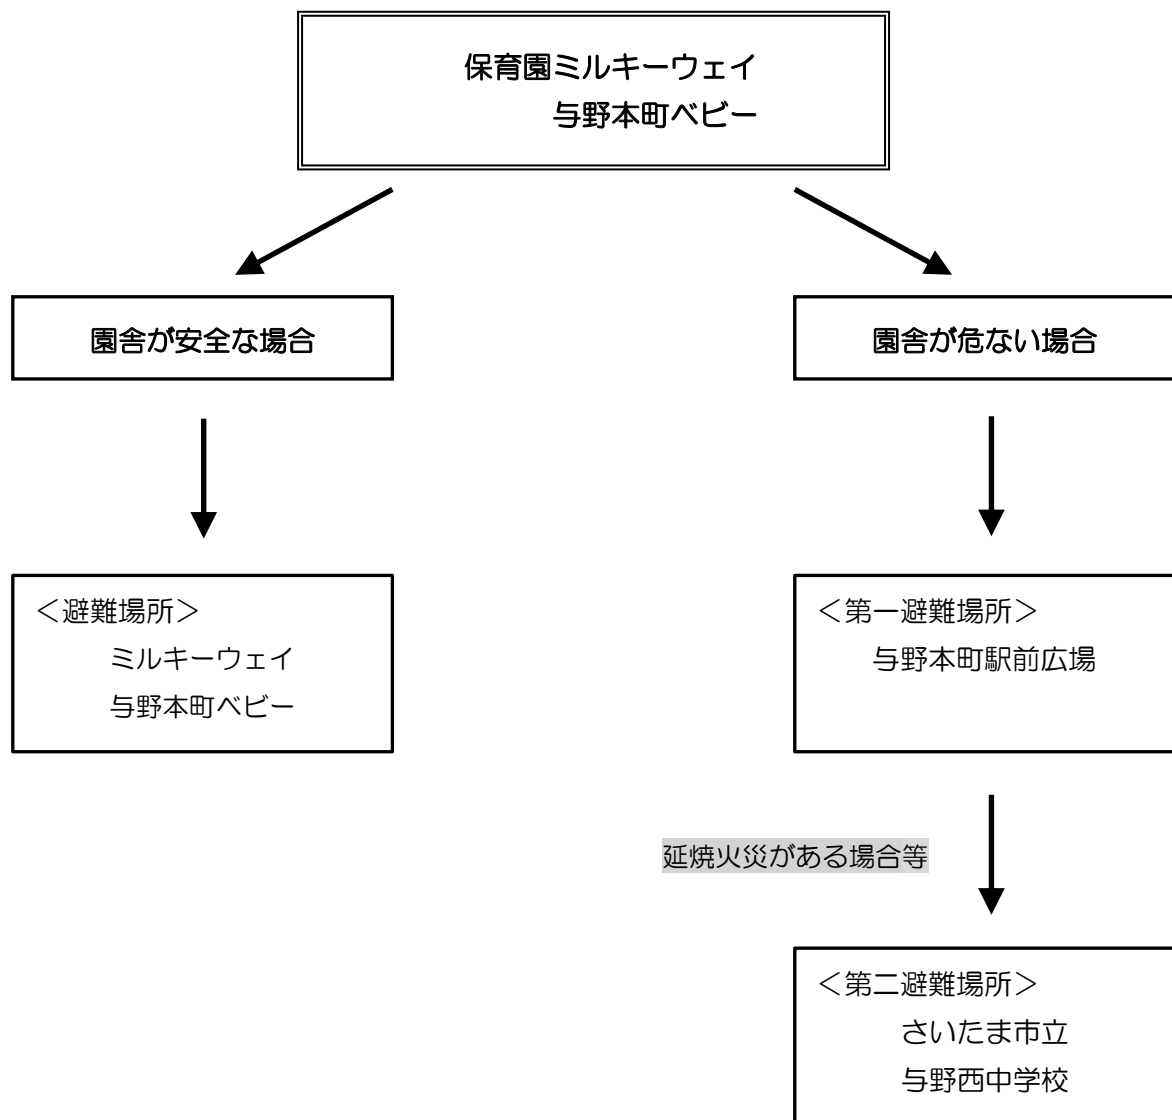 保育園ミルキーウェイ
与野本町ベビー
園舎が安全な場合
園舎が危ない場合
＜避難場所＞
ミルキーウェイ
与野本町ベビー
＜第一避難場所＞
与野本町駅前広場
延焼火災がある場合等
＜第二避難場所＞
さいたま市立
与野西中学校